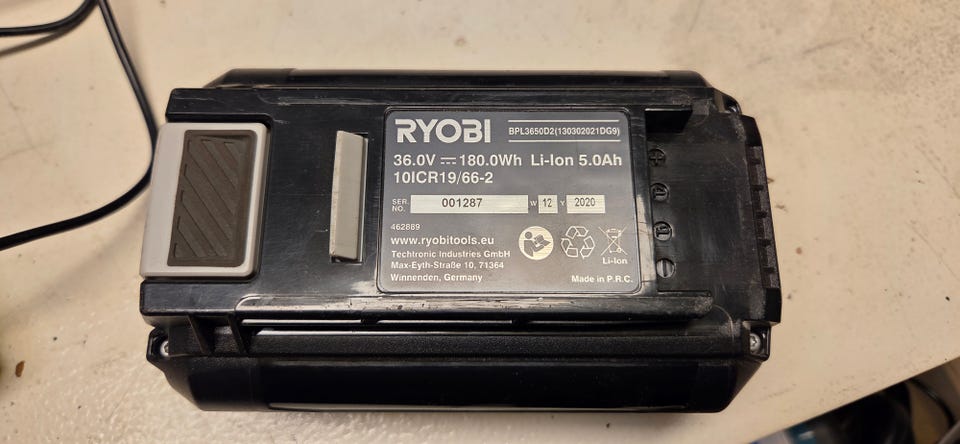 RYOBI
BPL3650D2(130302021DG9)
36.0V ⎓ 180.0Wh Li-Ion 5.0Ah
10ICR19/66-2
SER. NO. 001287 W 12 Y 2020
462889
www.ryobitools.eu
Techtronic Industries GmbH
Max-Eyth-Straße 10, 71364
Winnenden, Germany
Li-Ion
Made in P.R.C.
+
-